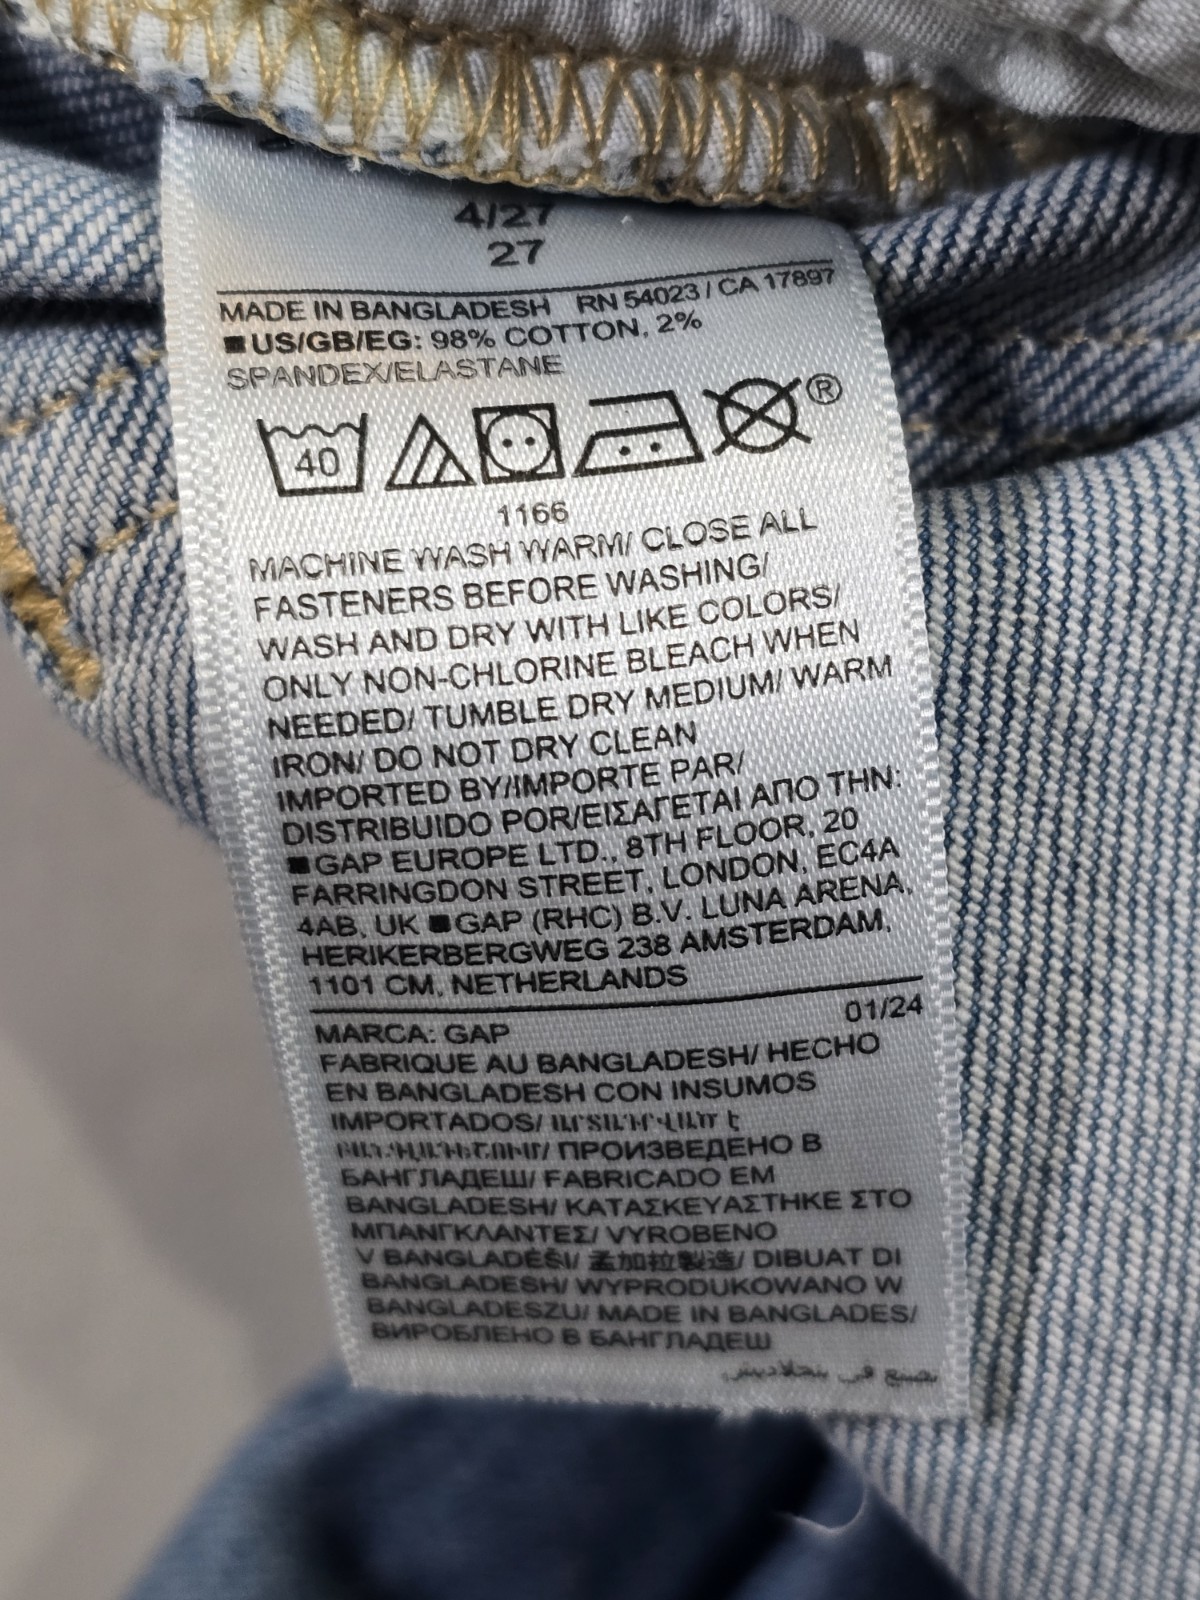 4/27
27
MADE IN BANGLADESH RN 54023 / CA 17897
■US/GB/EG: 98% COTTON, 2%
SPANDEX/ELASTANE
40 ®
1166
MACHINE WASH WARM/ CLOSE ALL
FASTENERS BEFORE WASHING/
WASH AND DRY WITH LIKE COLORS/
ONLY NON-CHLORINE BLEACH WHEN
NEEDED/ TUMBLE DRY MEDIUM/ WARM
IRON/ DO NOT DRY CLEAN
IMPORTED BY/IMPORTE PAR/
DISTRIBUIDO POR/ΕΙΣΑΓΕΤΑΙ ΑΠΟ ΤΗΝ:
■GAP EUROPE LTD., 8TH FLOOR, 20
FARRINGDON STREET, LONDON, EC4A
4AB, UK ■GAP (RHC) B.V. LUNA ARENA,
HERIKERBERGWEG 238 AMSTERDAM,
1101 CM, NETHERLANDS
01/24
MARCA: GAP
FABRIQUE AU BANGLADESH/ HECHO
EN BANGLADESH CON INSUMOS
IMPORTADOS/
ПРОИЗВЕДЕНО В
БАНГЛАДЕШ/ FABRICADO EM
BANGLADESH/ ΚΑΤΑΣΚΕΥΑΣΤΗΚΕ ΣΤΟ
ΜΠΑΝΓΚΛΑΝΤΕΣ/ VYROBENO
V BANGLADÉŠI/ 孟加拉製造/ DIBUAT DI
BANGLADESH/ WYPRODUKOWANO W
BANGLADESZU/ MADE IN BANGLADES/
ВИРОБЛЕНО В БАНГЛАДЕШ